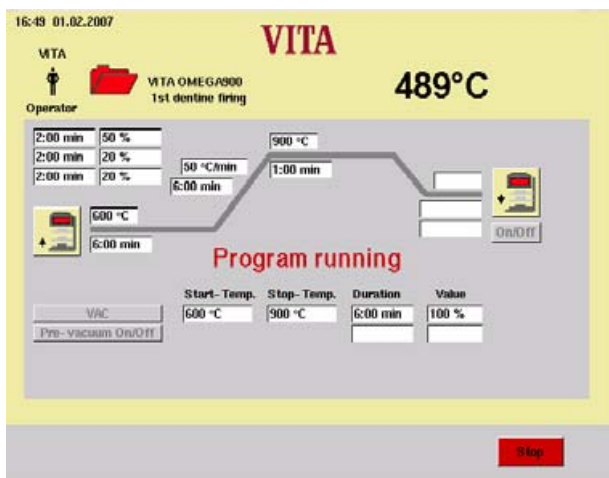 16:49 01.02.2007
VITA
VITA
Operator
VITA OMEGA900
1st dentine firing
489°C
2:00 min 50 %
2:00 min 20 %
2:00 min 20 %
50 °C/min
6:00 min
900 °C
1:00 min
600 °C
6:00 min
On/Off
Program running
Start-Temp. Stop-Temp. Duration Value
VAC 600 °C 900 °C 6:00 min 100 %
Pre-vacuum On/Off
Stop